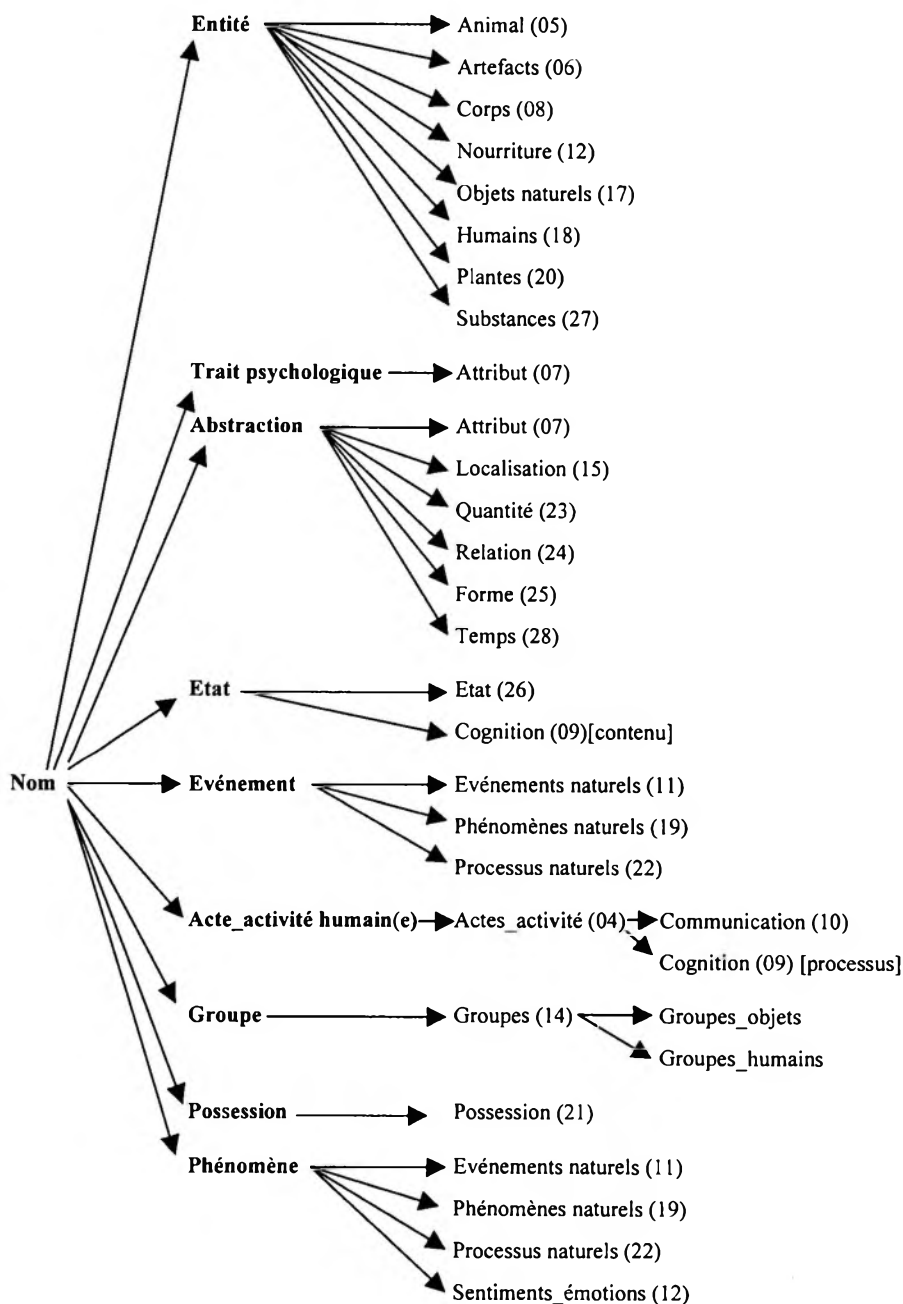 Entité Animal (05)
Artefacts (06)
Corps (08)
Nourriture (12)
Objets naturels (17)
Humains (18)
Plantes (20)
Substances (27)
Trait psychologique Attribut (07)
Abstraction Attribut (07)
Localisation (15)
Quantité (23)
Relation (24)
Forme (25)
Temps (28)
Etat Etat (26)
Cognition (09)[contenu]
Nom Evénement Evénements naturels (11)
Phénomènes naturels (19)
Processus naturels (22)
Acte_activité humain(e) Actes_activité (04) Communication (10)
Cognition (09) [processus]
Groupe Groupes (14) Groupes_objets
Groupes_humains
Possession Possession (21)
Phénomène Evénements naturels (11)
Phénomènes naturels (19)
Processus naturels (22)
Sentiments_émotions (12)